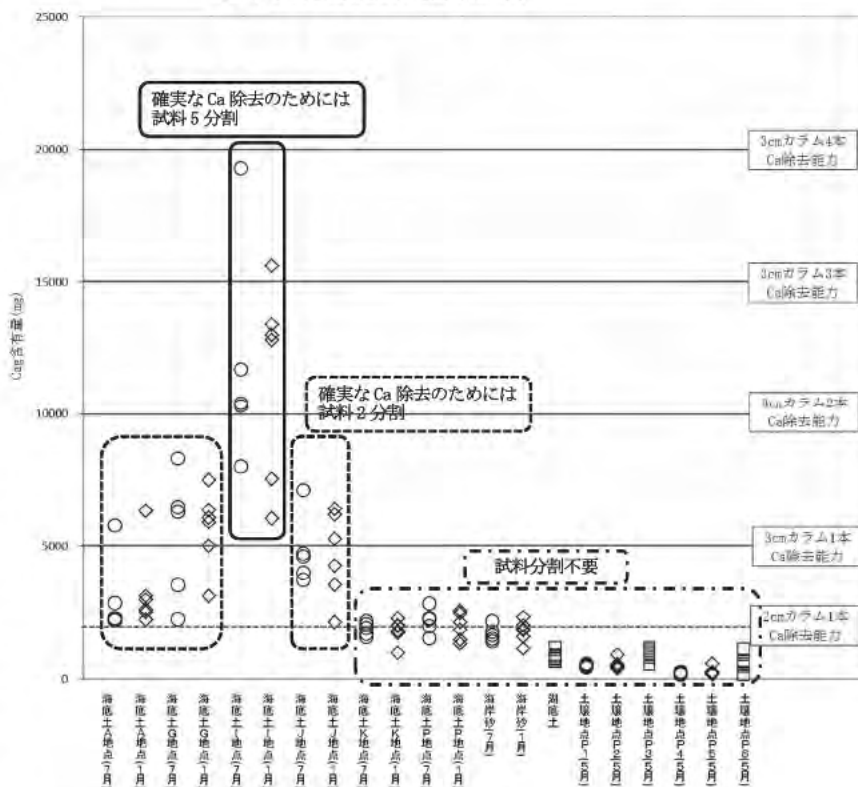 25000
20000
15000
10000
5000
0
Ca含有量(mg)
確実な Ca 除去のためには
試料 5 分割
確実な Ca 除去のためには
試料 2 分割
試料分割不要
3cmカラム4本
Ca除去能力
3cmカラム3本
Ca除去能力
3cmカラム2本
Ca除去能力
3cmカラム1本
Ca除去能力
2cmカラム1本
Ca除去能力
海底土A地点(7月)
海底土A地点(1月)
海底土G地点(7月)
海底土G地点(1月)
海底土I地点(7月)
海底土I地点(1月)
海底土J地点(7月)
海底土J地点(1月)
海底土K地点(7月)
海底土K地点(1月)
海底土P地点(7月)
海底土P地点(1月)
海岸砂(7月)
海岸砂(1月)
湖底土
土壌地点P1(5月)
土壌地点P2(5月)
土壌地点P3(5月)
土壌地点P4(5月)
土壌地点P5(5月)
土壌地点P6(5月)